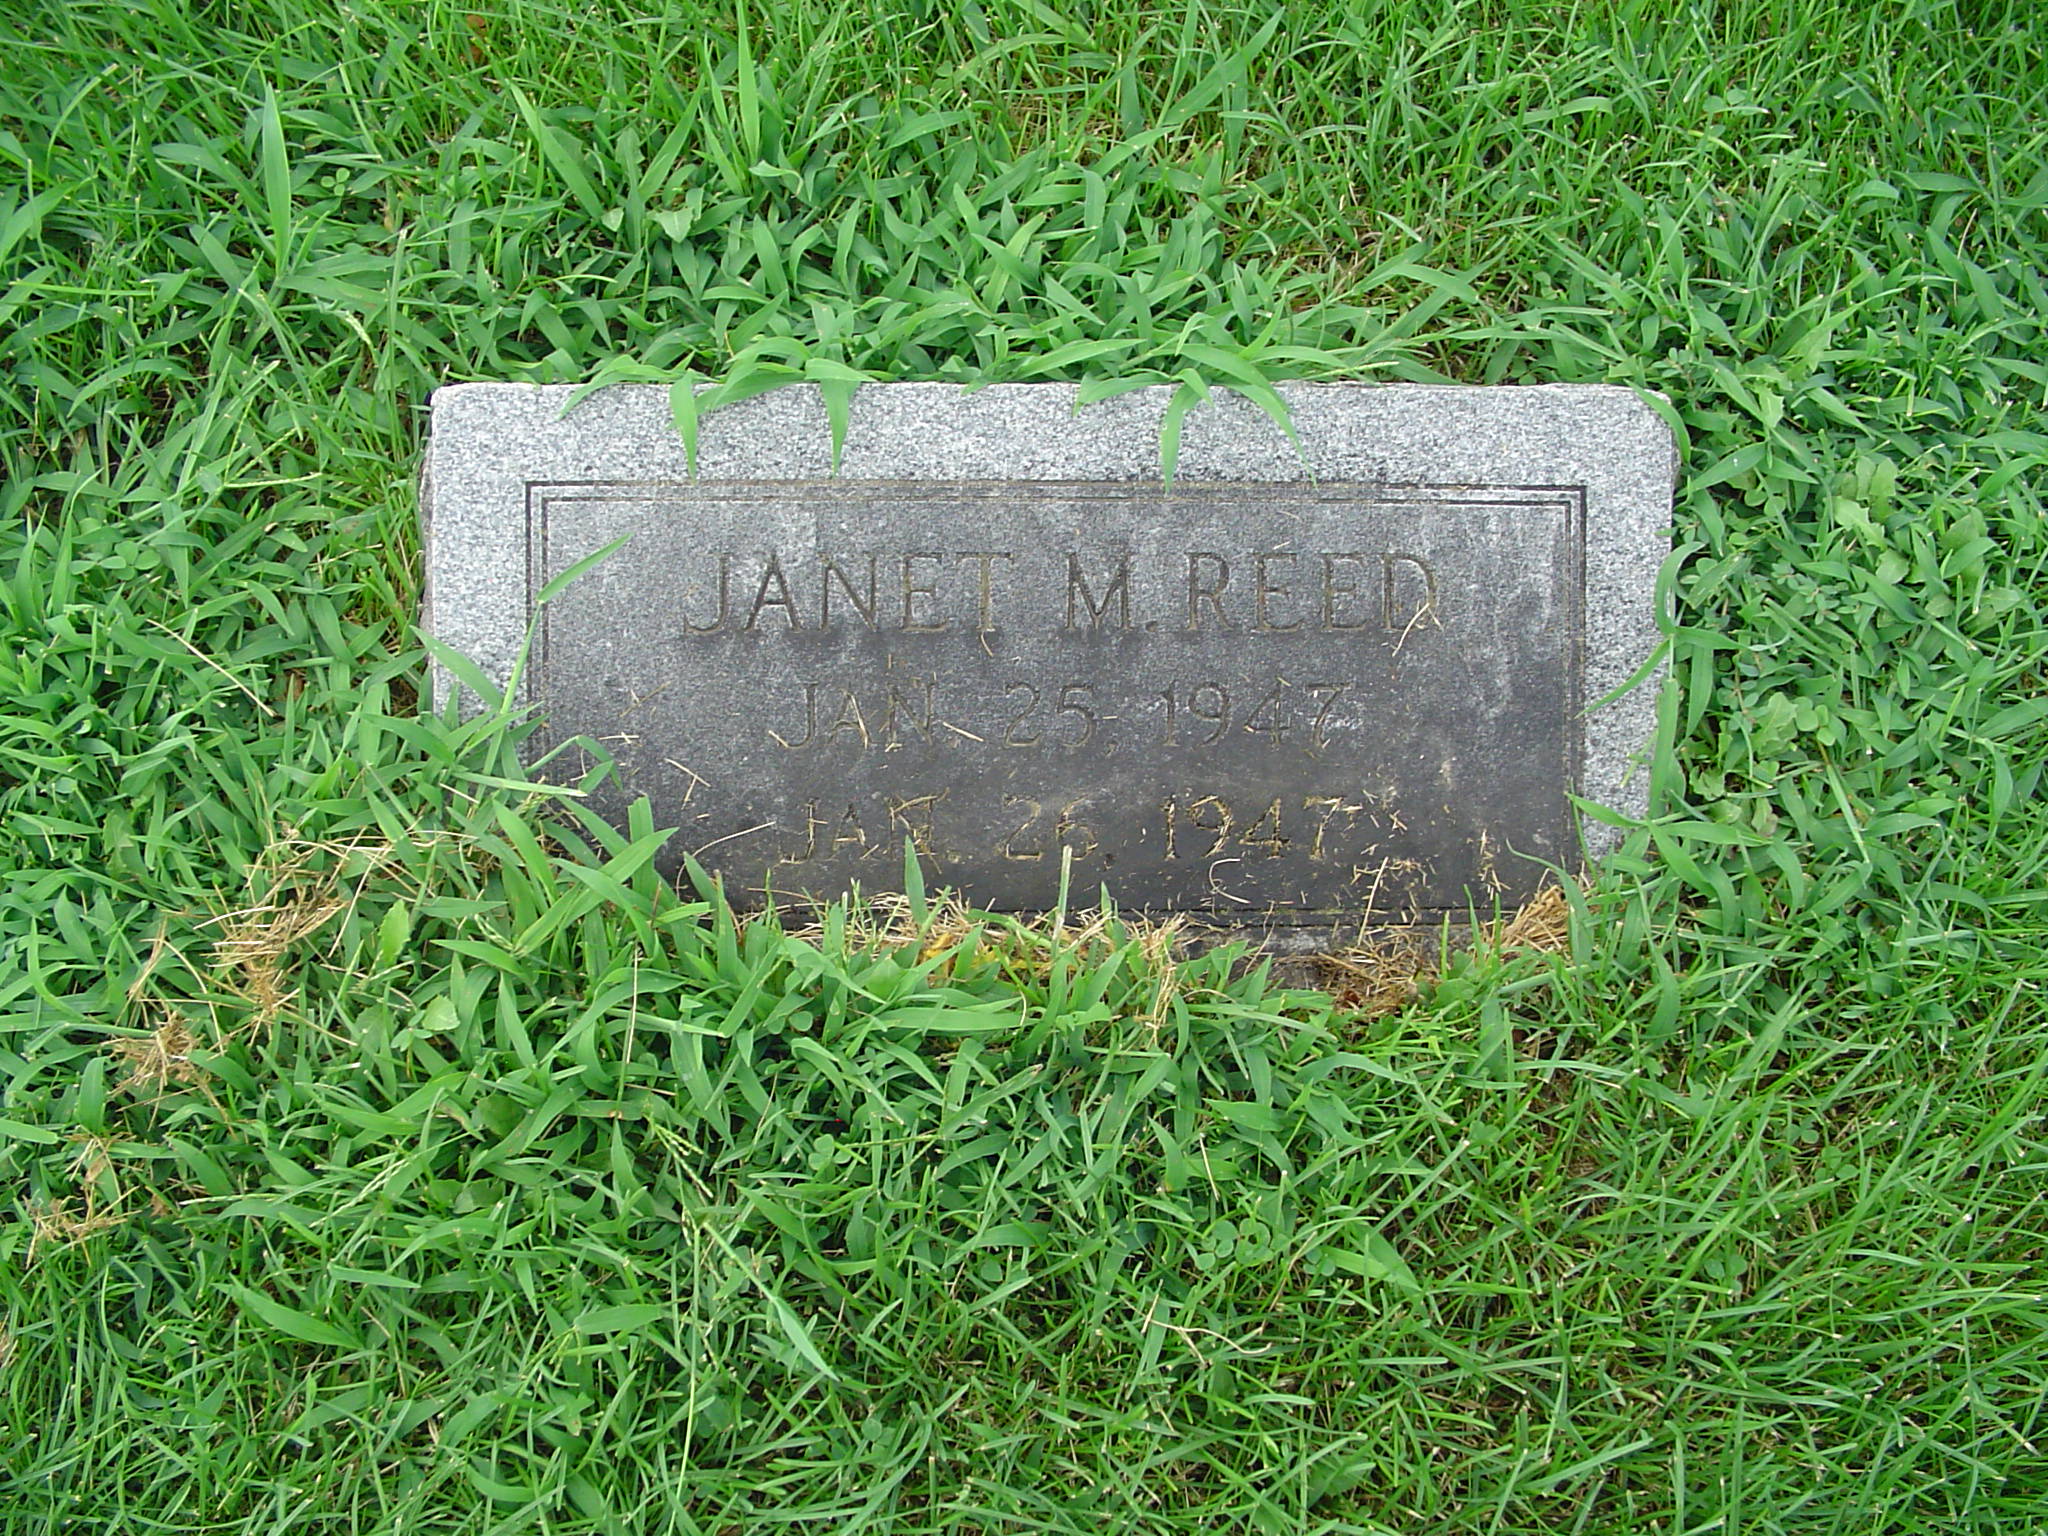 JANET M. REED
JAN. 25, 1947
JAN. 26, 1947